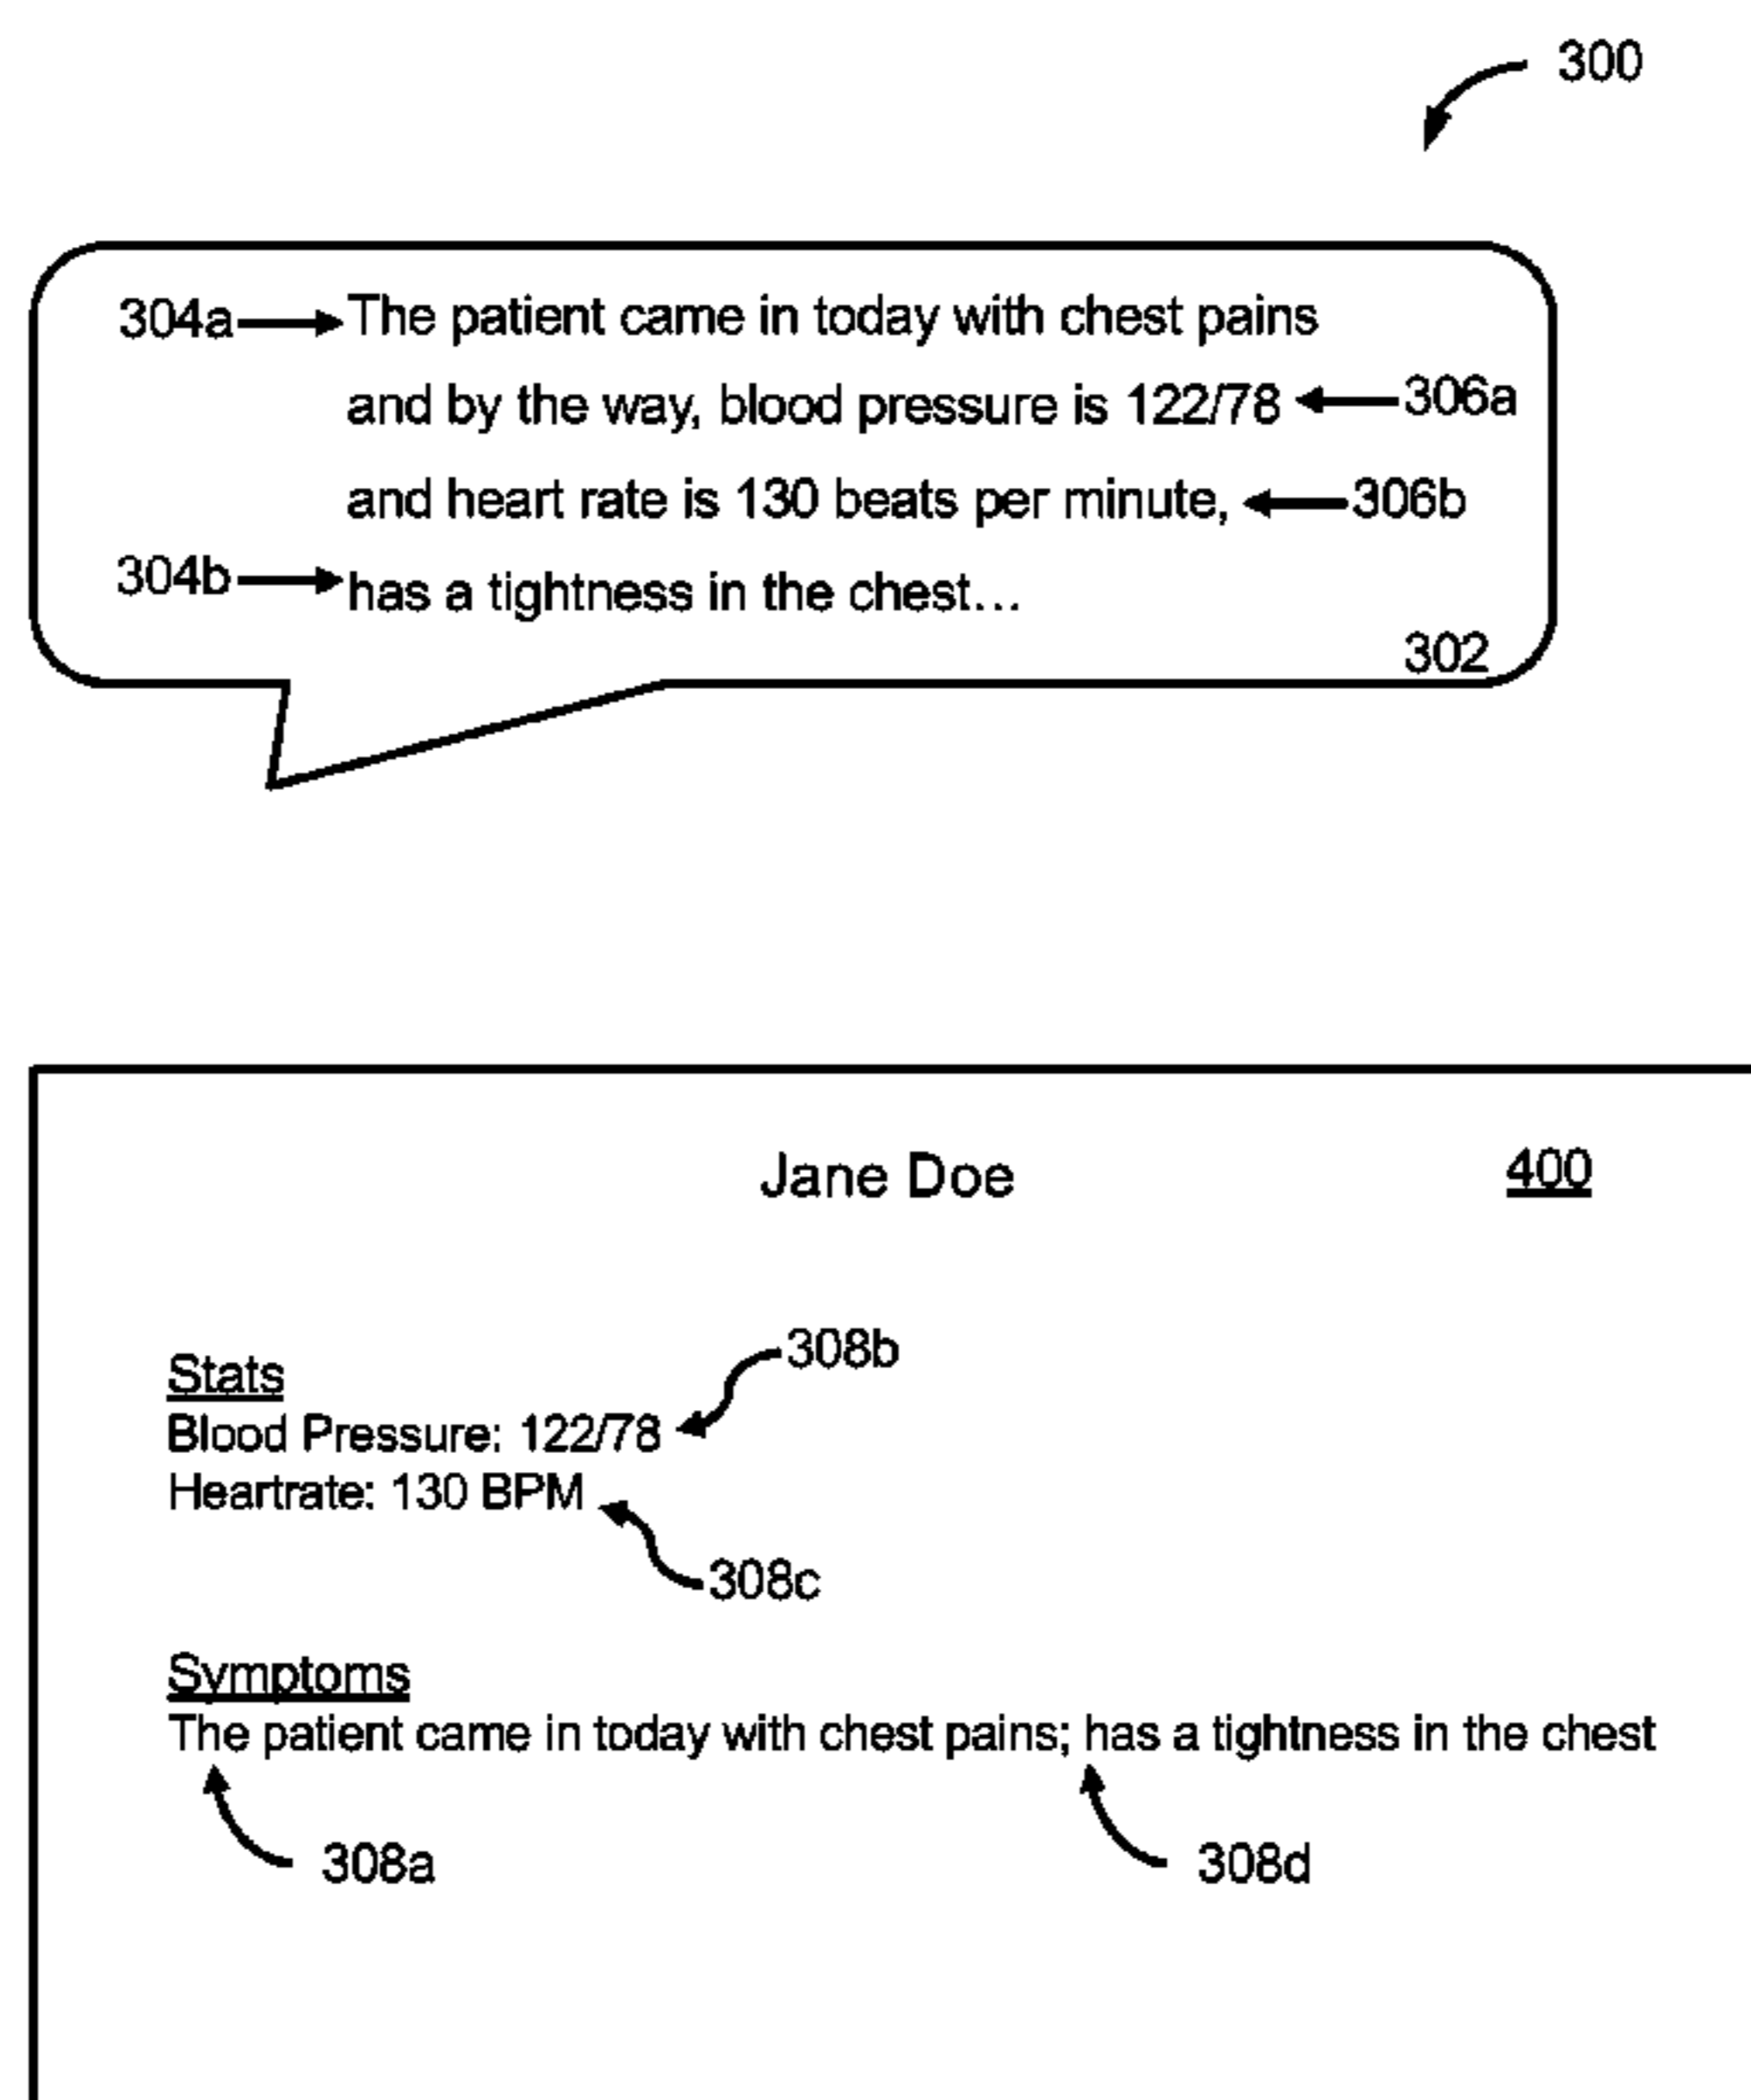 300
304a The patient came in today with chest pains
and by the way, blood pressure is 122/78 306a
and heart rate is 130 beats per minute, 306b
304b has a tightness in the chest...
302
Jane Doe 400
308b
Stats
Blood Pressure: 122/78
Heartrate: 130 BPM
308c
Symptoms
The patient came in today with chest pains; has a tightness in the chest
308a 308d